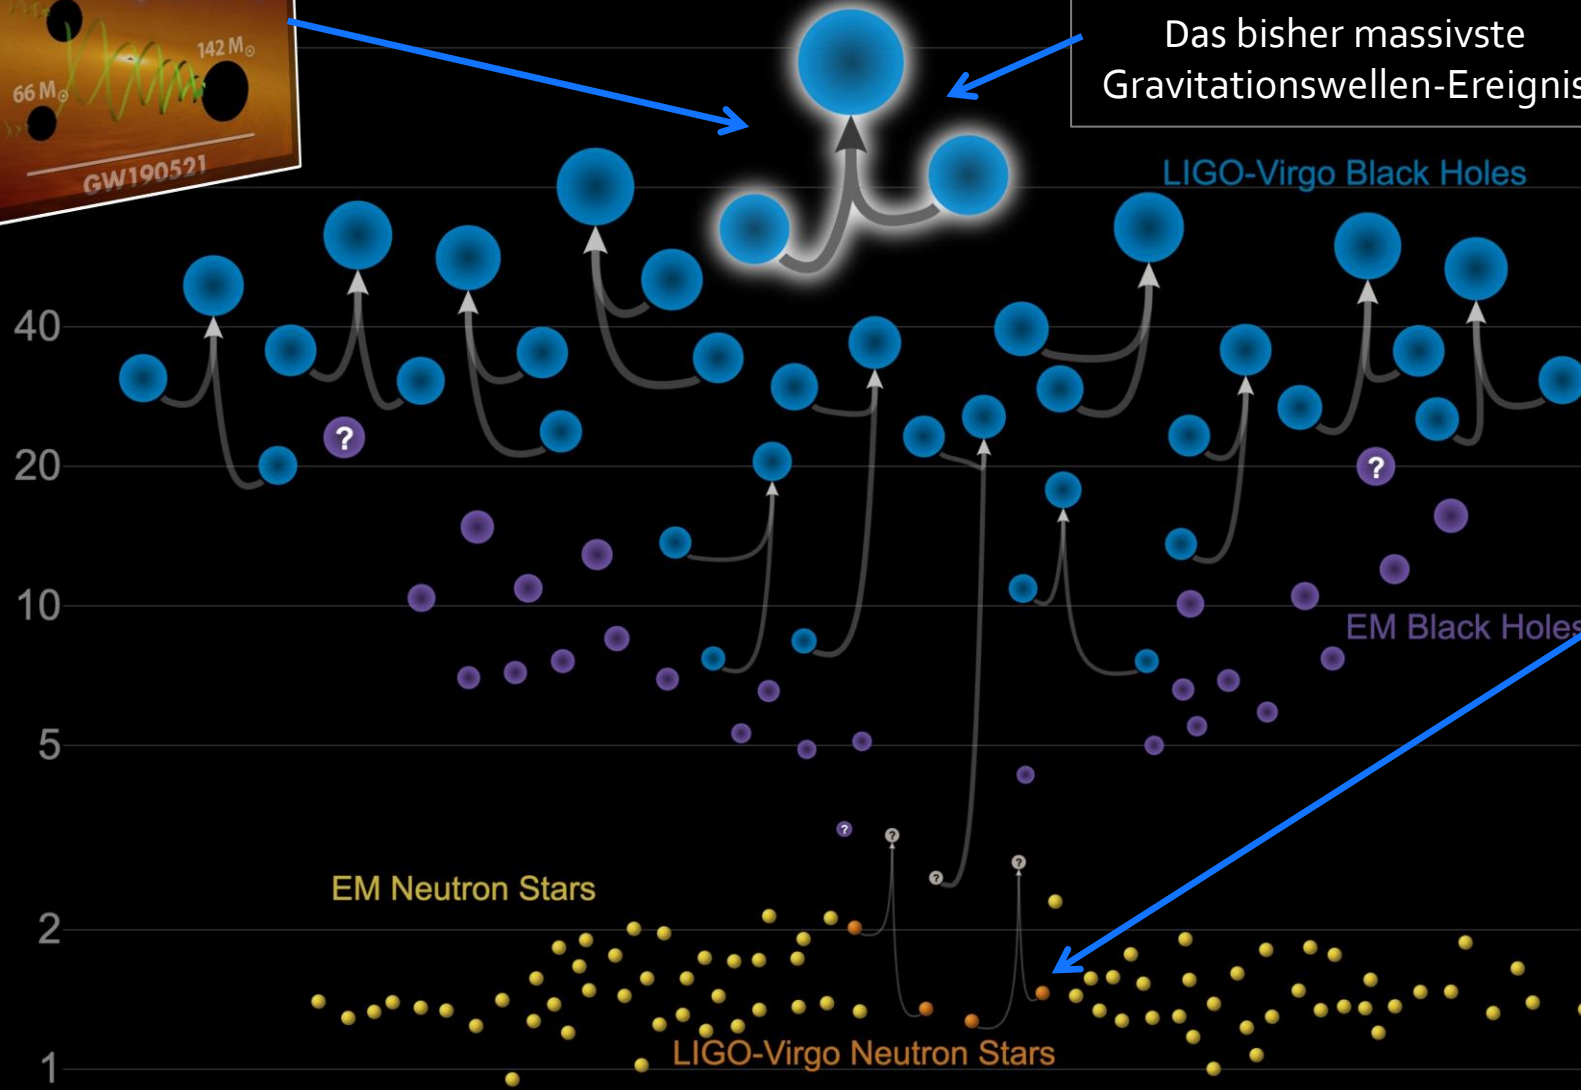 142 M☉
66 M☉
GW190521
Das bisher massivste
Gravitationswellen-Ereignis
LIGO-Virgo Black Holes
40
?
20
?
10
EM Black Holes
5
?
?
?
?
EM Neutron Stars
2
LIGO-Virgo Neutron Stars
1